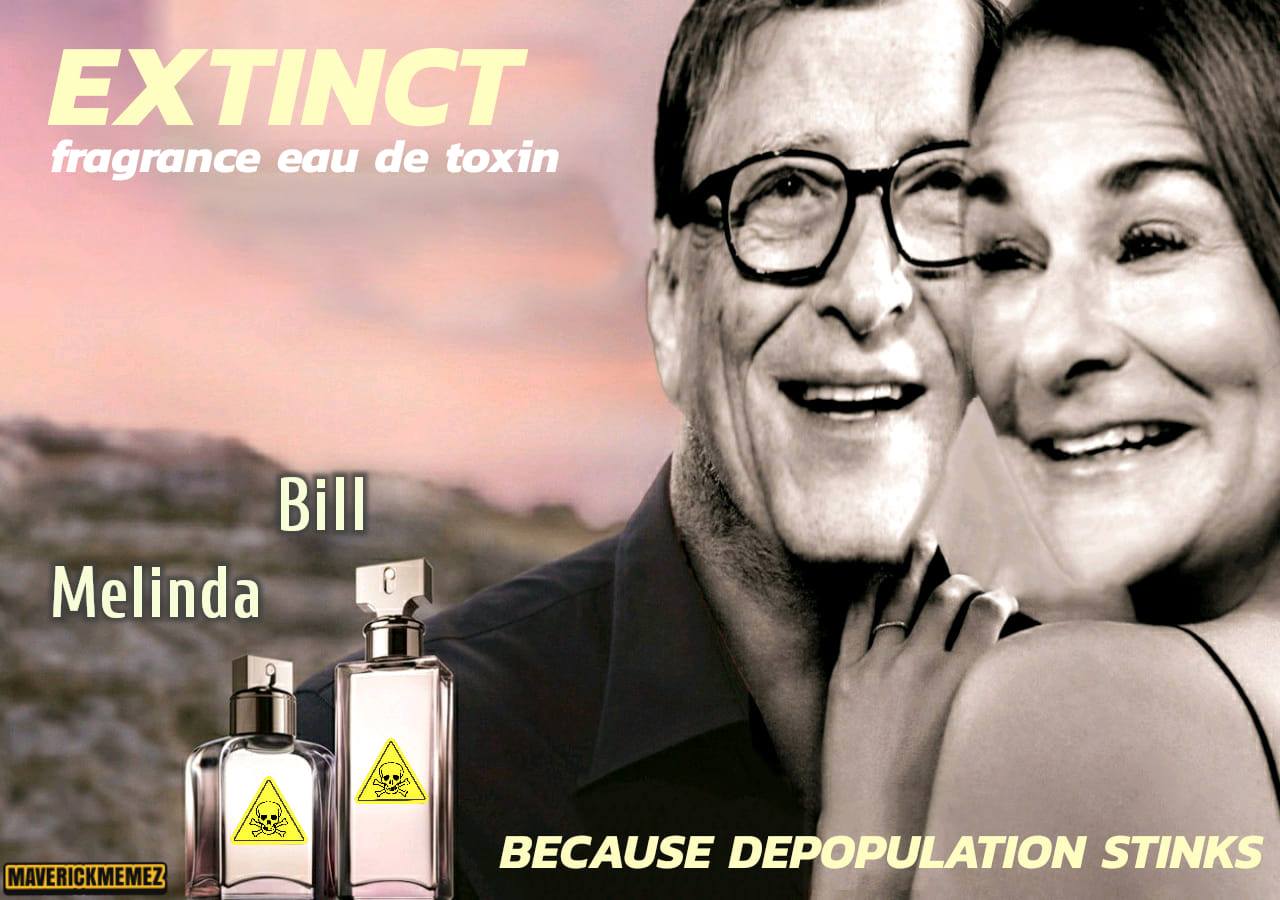 EXTINCT
fragrance eau de toxin
Bill
Melinda
BECAUSE DEPOPULATION STINKS
MAVERICKMEMEZ